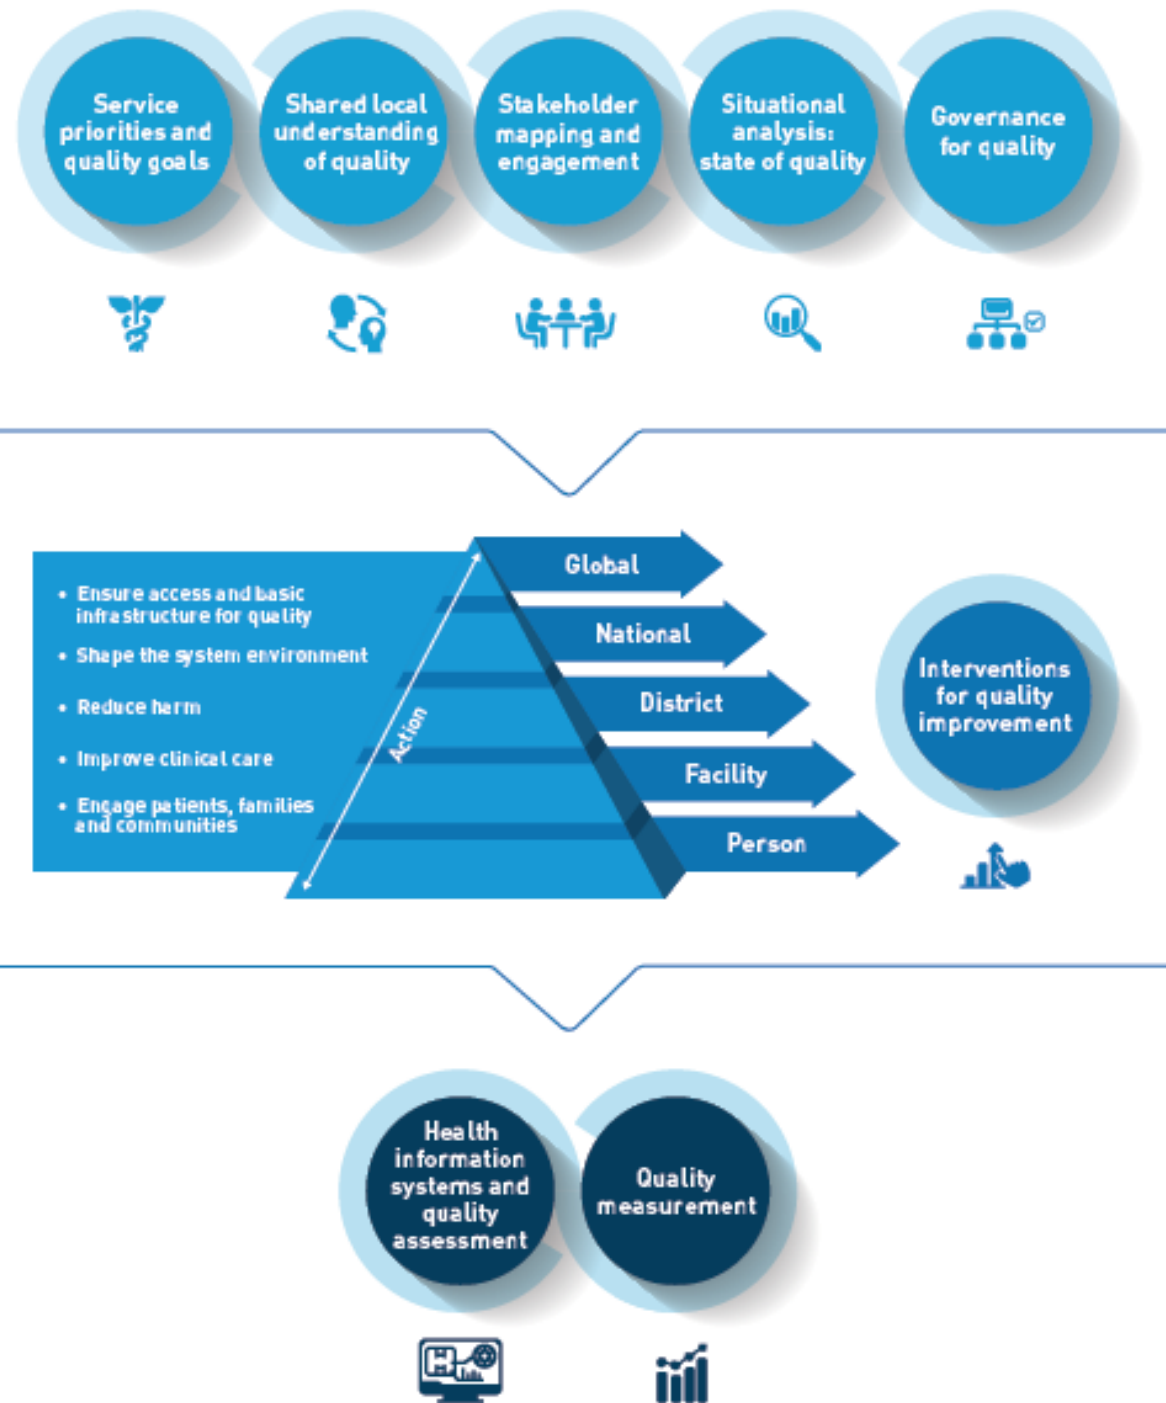 Service
priorities and
quality goals
Shared local
understanding
of quality
Stakeholder
mapping and
engagement
Situational
analysis:
state of quality
Governance
for quality
• Ensure access and basic
infrastructure for quality
• Shape the system environment
• Reduce harm
• Improve clinical care
• Engage patients, families
and communities
Action
Global
National
District
Facility
Person
Interventions
for quality
improvement
Health
information
systems and
quality
assessment
Quality
measurement